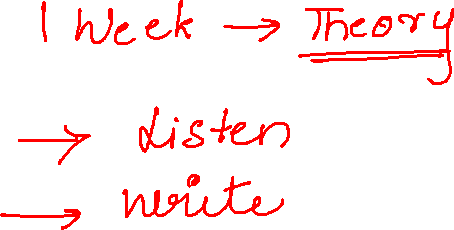 1 Week → Theory
→ Listen
→ Write